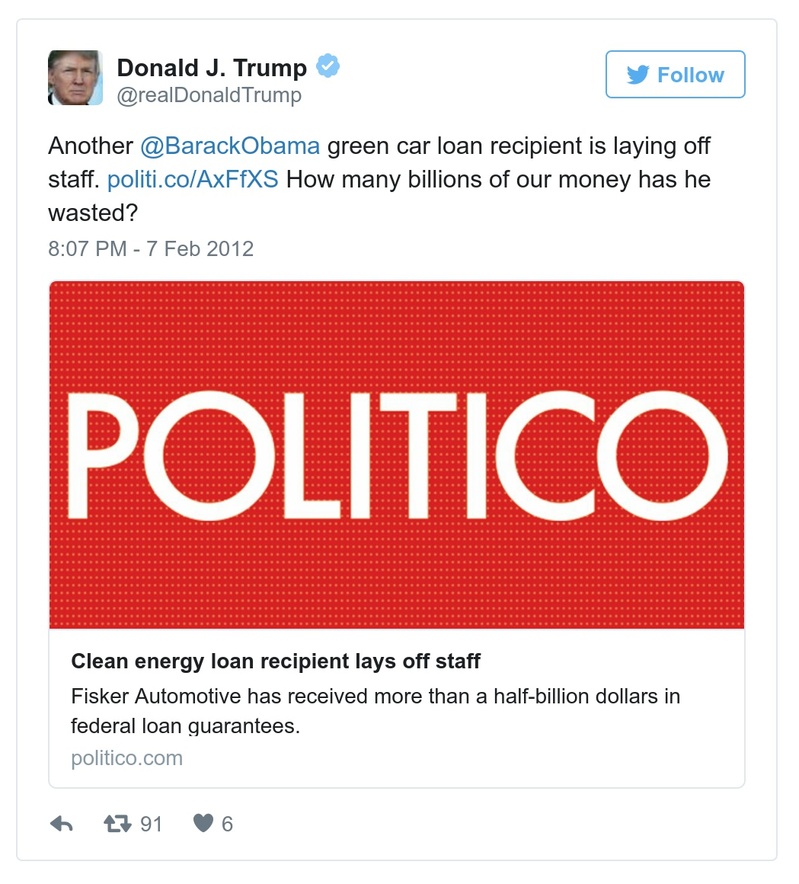 Donald J. Trump
@realDonaldTrump
Follow
Another @BarackObama green car loan recipient is laying off
staff. politi.co/AxFfXS How many billions of our money has he
wasted?
8:07 PM - 7 Feb 2012
POLITICO
Clean energy loan recipient lays off staff
Fisker Automotive has received more than a half-billion dollars in
federal loan guarantees.
politico.com
91
6